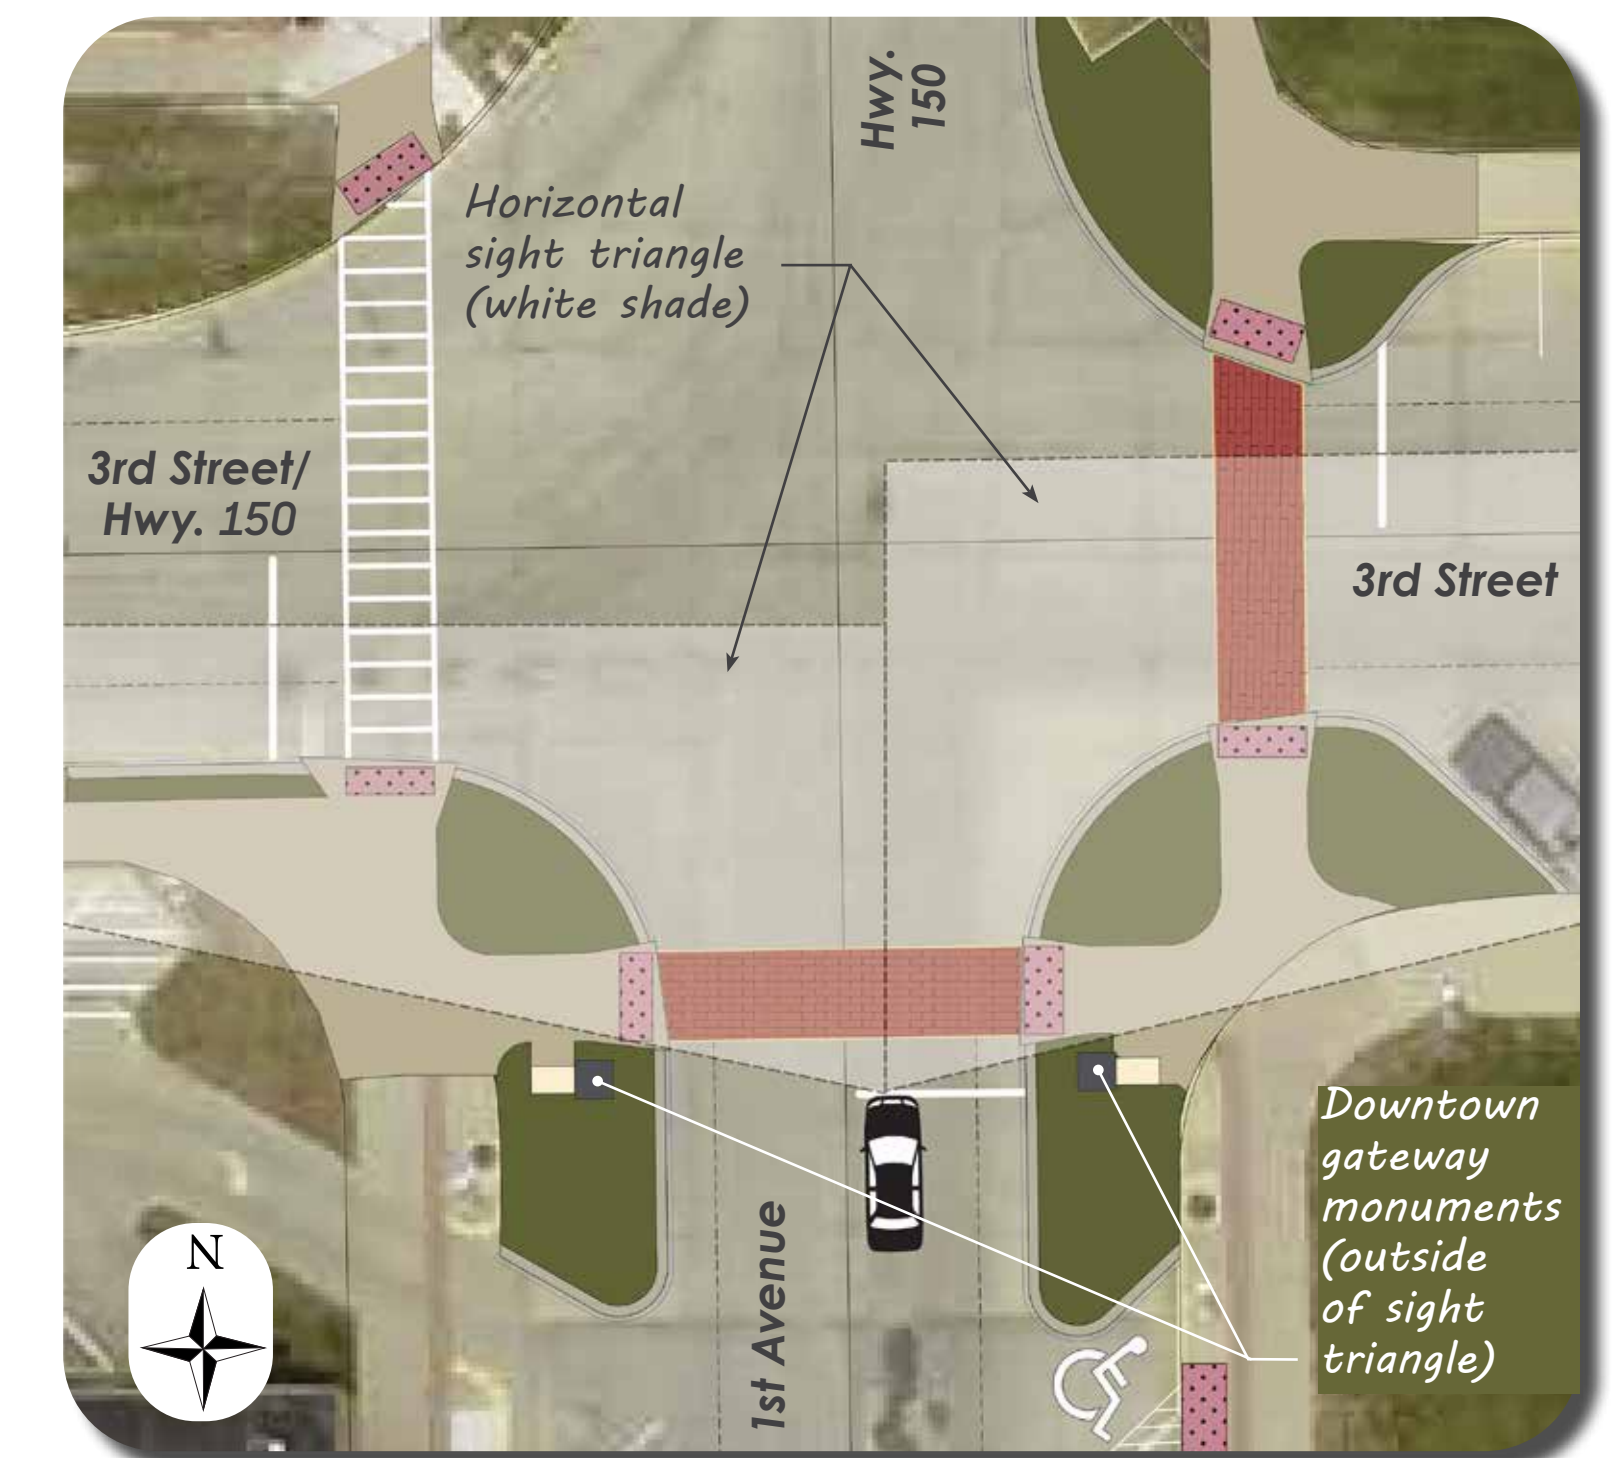 Hwy.
150
Horizontal
sight triangle
(white shade)
3rd Street/
Hwy. 150
3rd Street
Downtown
gateway
monuments
(outside
of sight
triangle)
1st Avenue
N